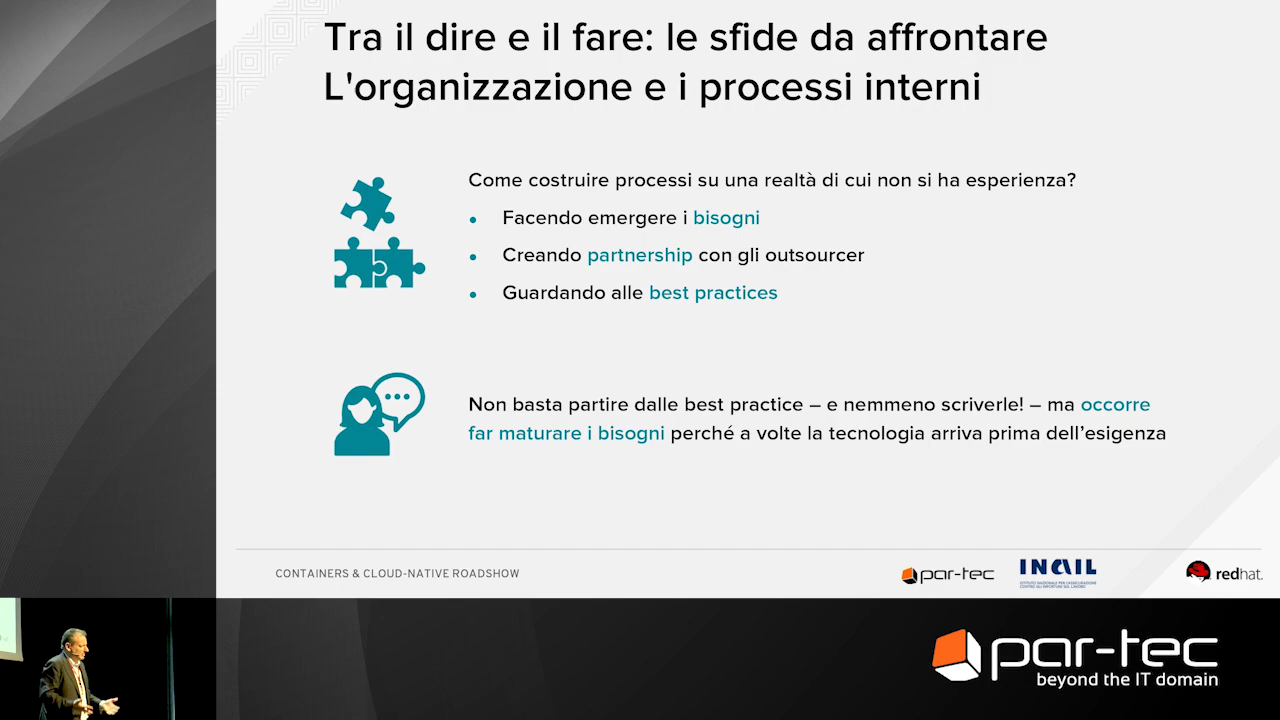 Tra il dire e il fare: le sfide da affrontare
L'organizzazione e i processi interni
Come costruire processi su una realtà di cui non si ha esperienza?
• Facendo emergere i bisogni
• Creando partnership con gli outsourcer
• Guardando alle best practices
Non basta partire dalle best practice – e nemmeno scriverle! – ma occorre
far maturare i bisogni perché a volte la tecnologia arriva prima dell’esigenza
CONTAINERS & CLOUD-NATIVE ROADSHOW
par-tec
INAIL
ISTITUTO NAZIONALE PER L'ASSICURAZIONE
CONTRO GLI INFORTUNI SUL LAVORO
redhat.
par-tec
beyond the IT domain